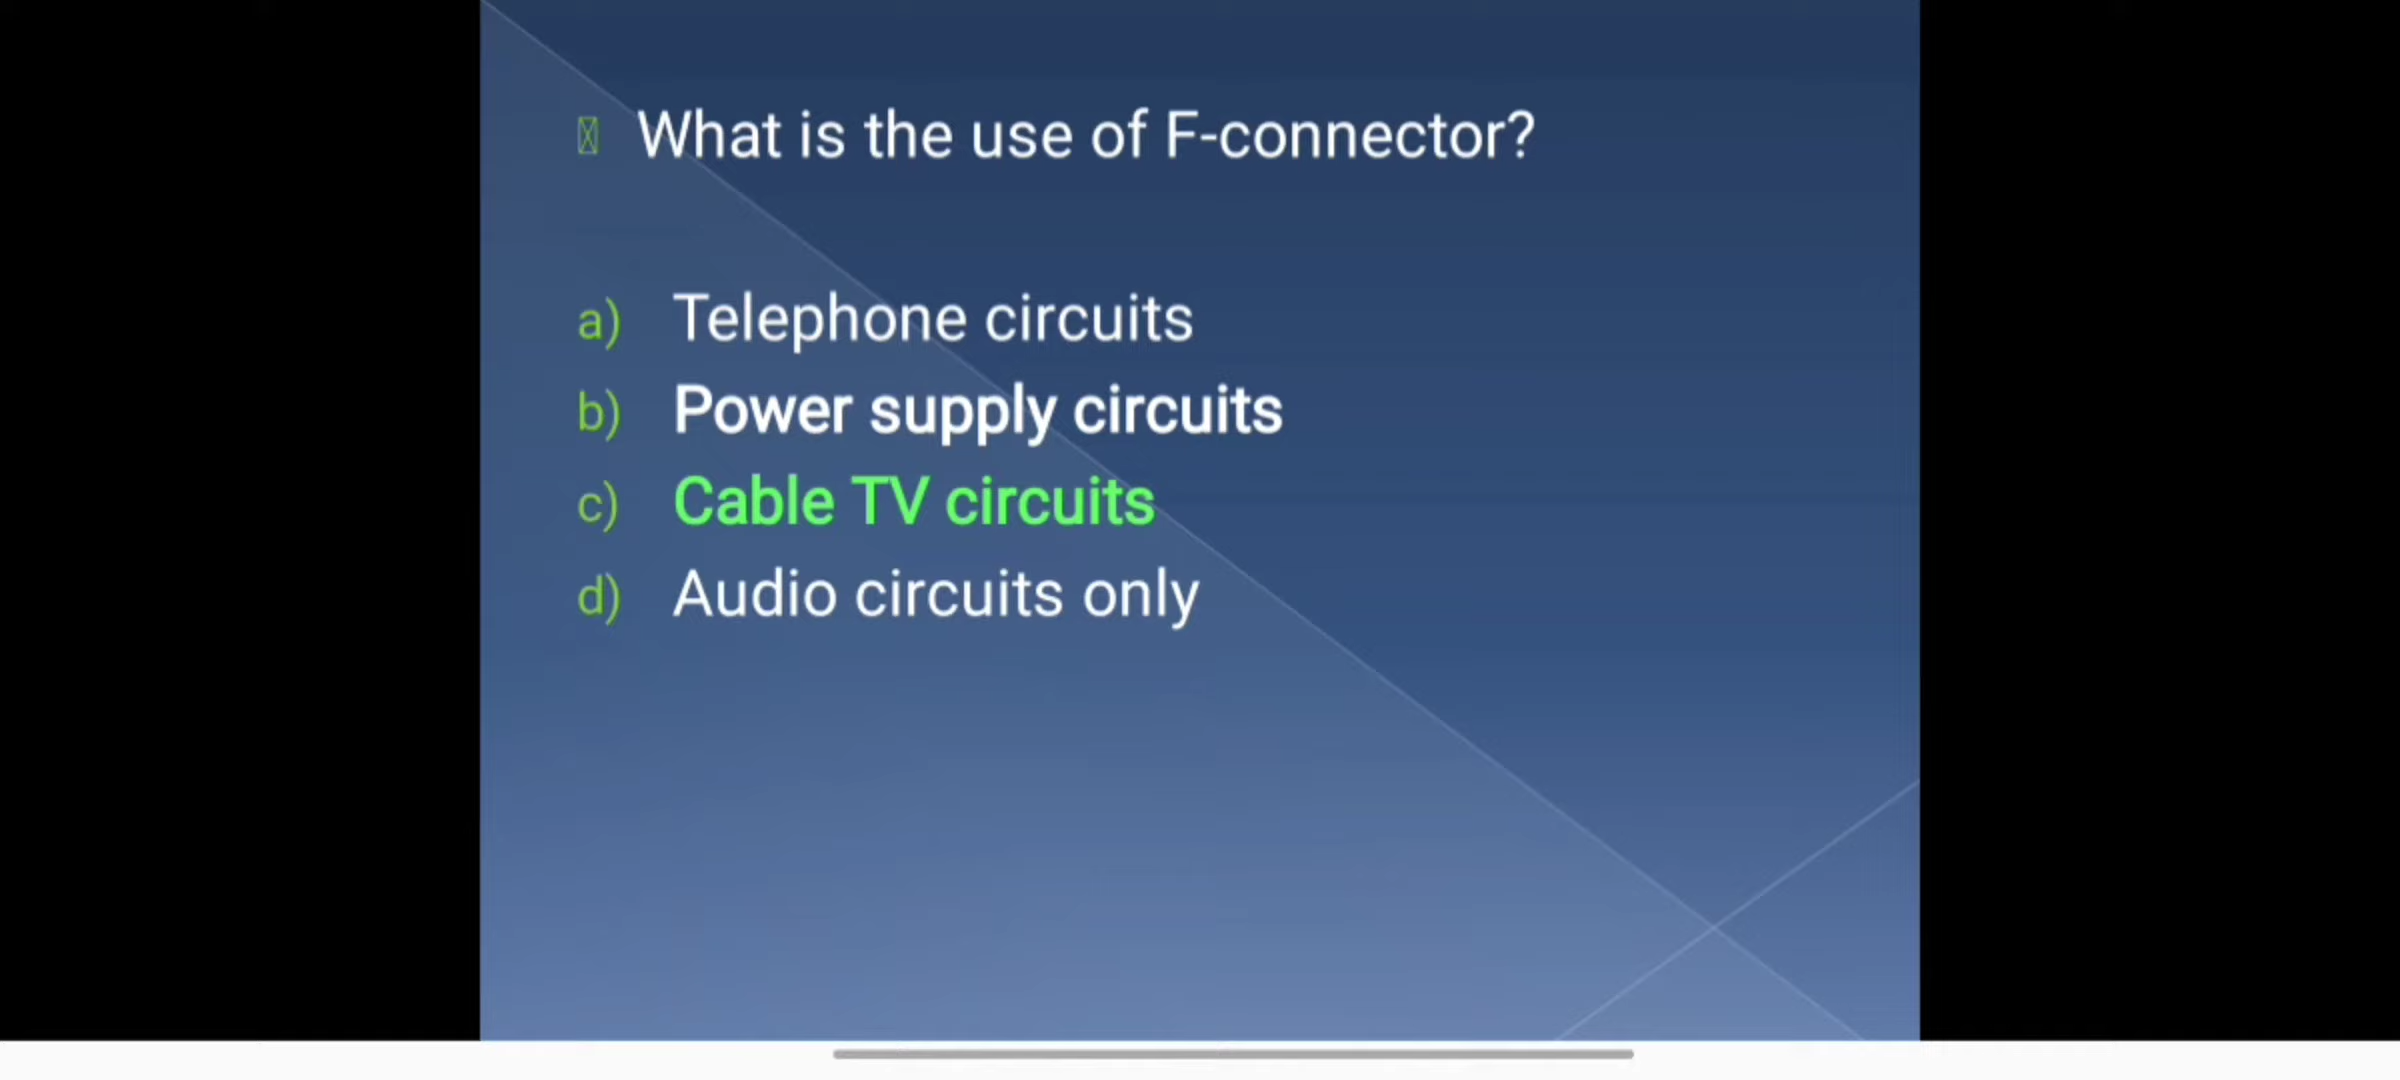 What is the use of F-connector?
a) Telephone circuits
b) Power supply circuits
c) Cable TV circuits
d) Audio circuits only